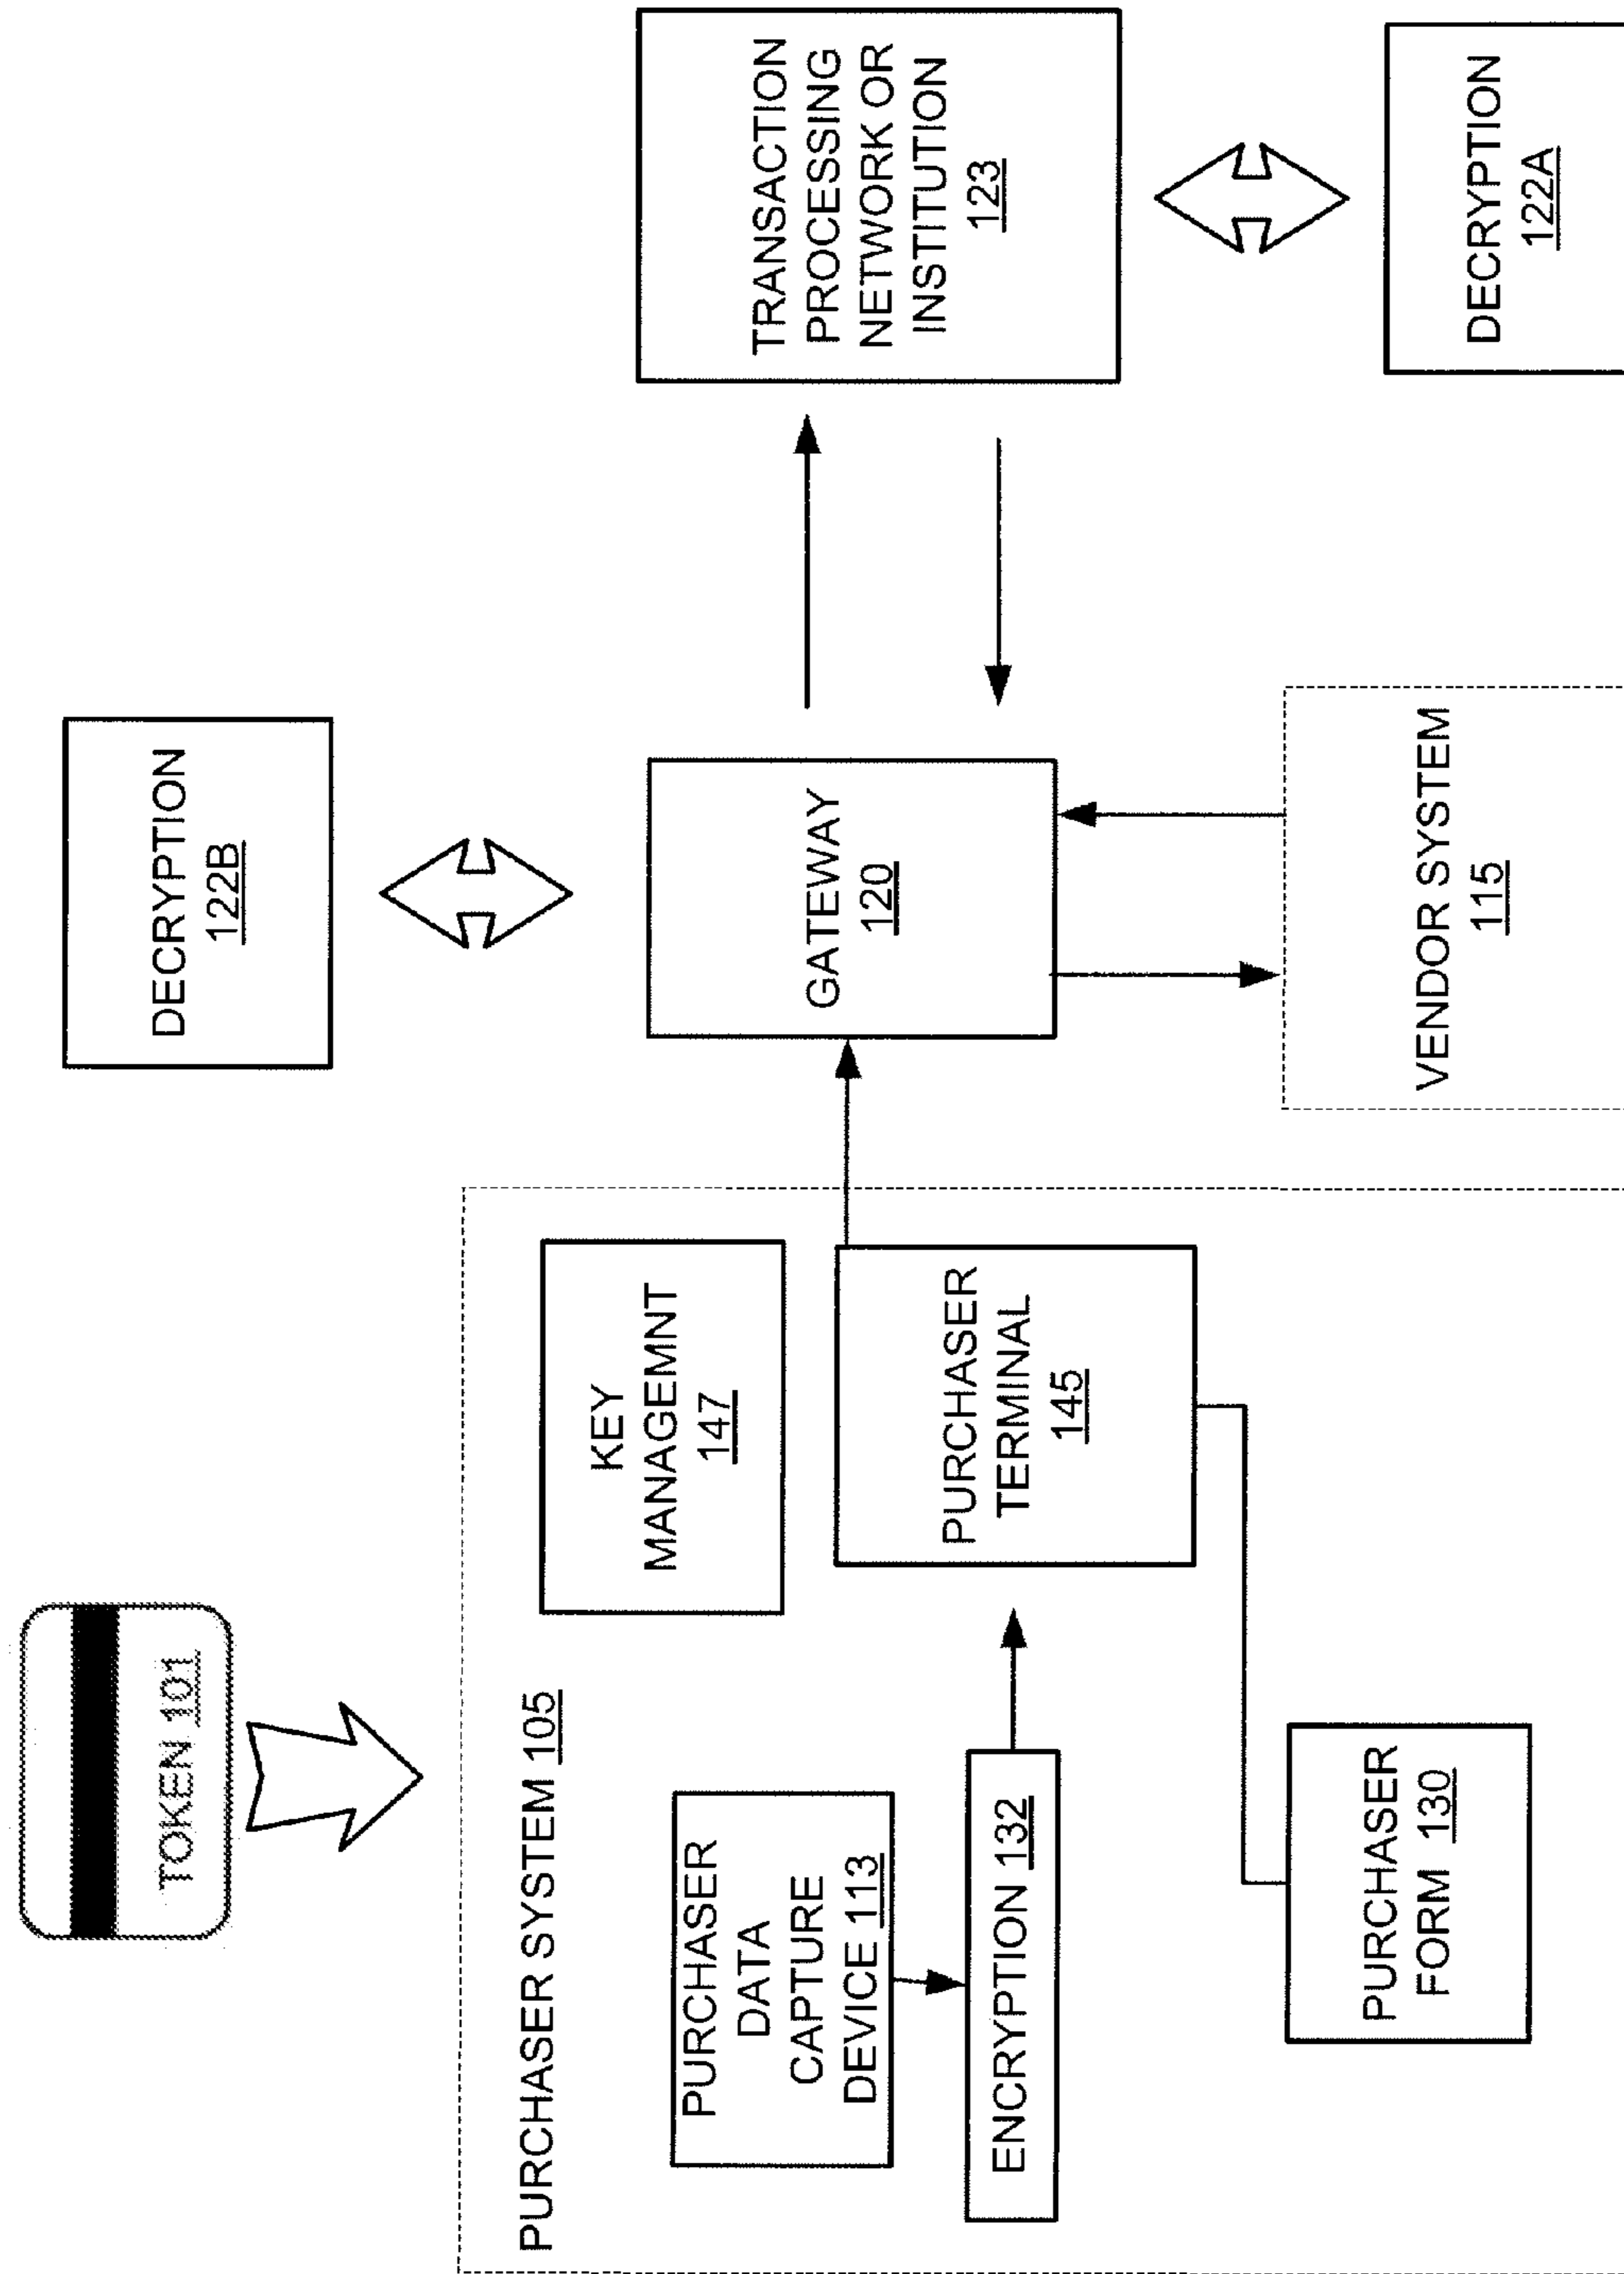 TOKEN 101
PURCHASER SYSTEM 105
PURCHASER
DATA
CAPTURE
DEVICE 113
ENCRYPTION 132
PURCHASER
FORM 130
KEY
MANAGEMNT
147
PURCHASER
TERMINAL
145
DECRYPTION
122B
GATEWAY
120
VENDOR SYSTEM
115
TRANSACTION
PROCESSING
NETWORK OR
INSTITUTION
123
DECRYPTION
122A